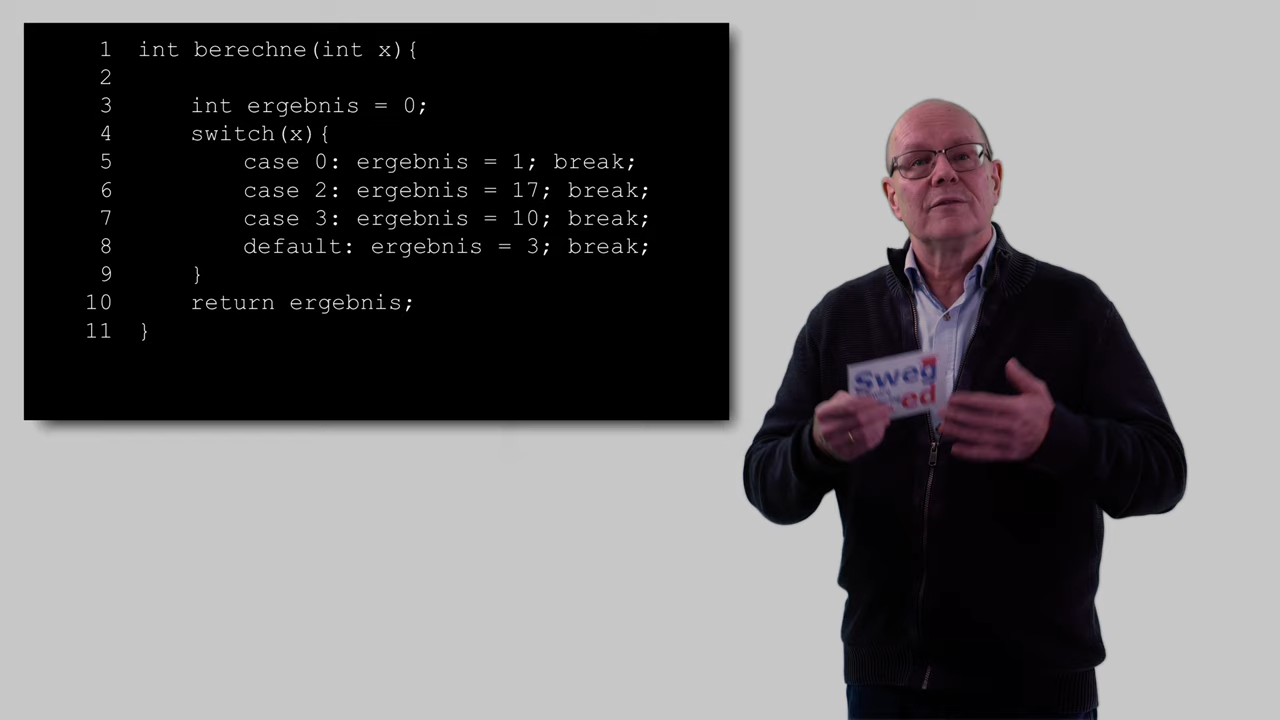 1 int berechne(int x){
2
3 int ergebnis = 0;
4 switch(x){
5 case 0: ergebnis = 1; break;
6 case 2: ergebnis = 17; break;
7 case 3: ergebnis = 10; break;
8 default: ergebnis = 3; break;
9 }
10 return ergebnis;
11 }
Sweg
ed